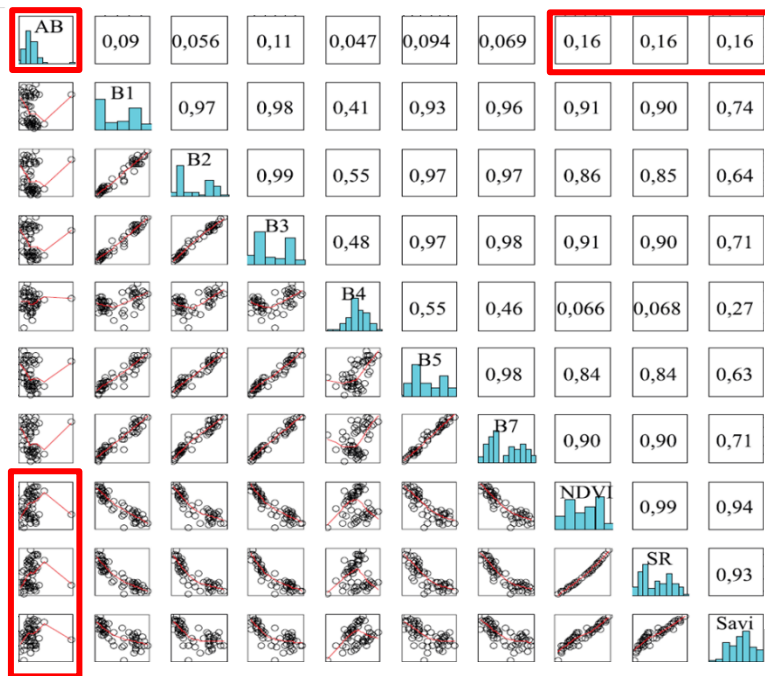 AB 0,09 0,056 0,11 0,047 0,094 0,069 0,16 0,16 0,16
B1 0,97 0,98 0,41 0,93 0,96 0,91 0,90 0,74
B2 0,99 0,55 0,97 0,97 0,86 0,85 0,64
B3 0,48 0,97 0,98 0,91 0,90 0,71
B4 0,55 0,46 0,066 0,068 0,27
B5 0,98 0,84 0,84 0,63
B7 0,90 0,90 0,71
NDVI 0,99 0,94
SR 0,93
Savi